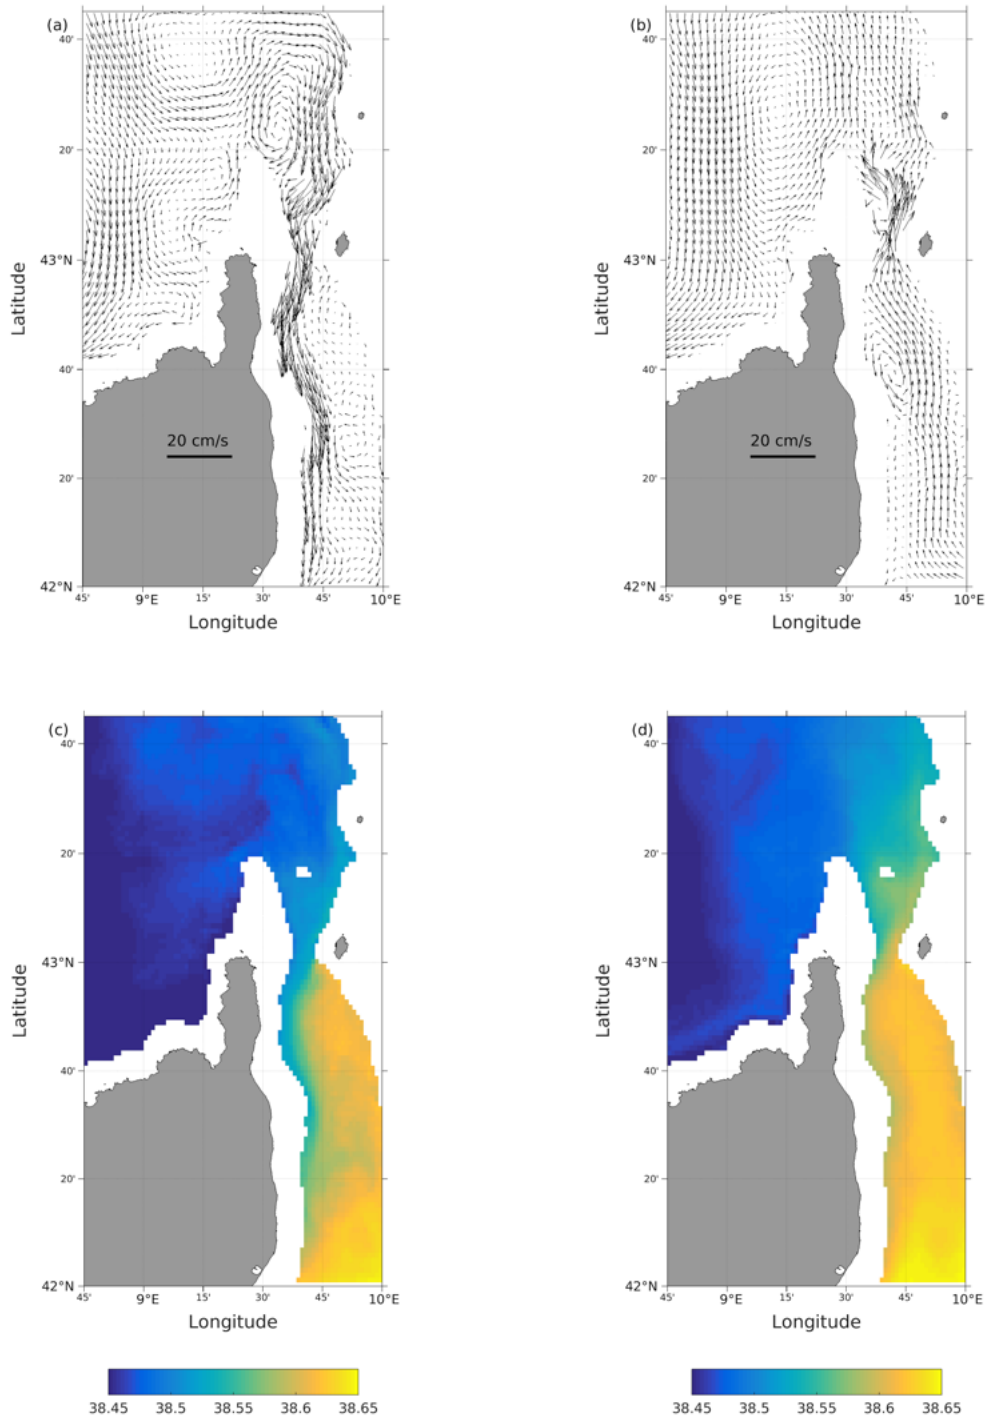 (a)
40'
20'
43°N
40'
20'
42°N
Latitude
20 cm/s
45'
9°E
15'
30'
45'
10°E
Longitude
(b)
40'
20'
43°N
40'
20'
42°N
Latitude
20 cm/s
45'
9°E
15'
30'
45'
10°E
Longitude
(c)
40'
20'
43°N
40'
20'
42°N
Latitude
45'
9°E
15'
30'
45'
10°E
Longitude
38.45 38.5 38.55 38.6 38.65
(d)
40'
20'
43°N
40'
20'
42°N
Latitude
45'
9°E
15'
30'
45'
10°E
Longitude
38.45 38.5 38.55 38.6 38.65